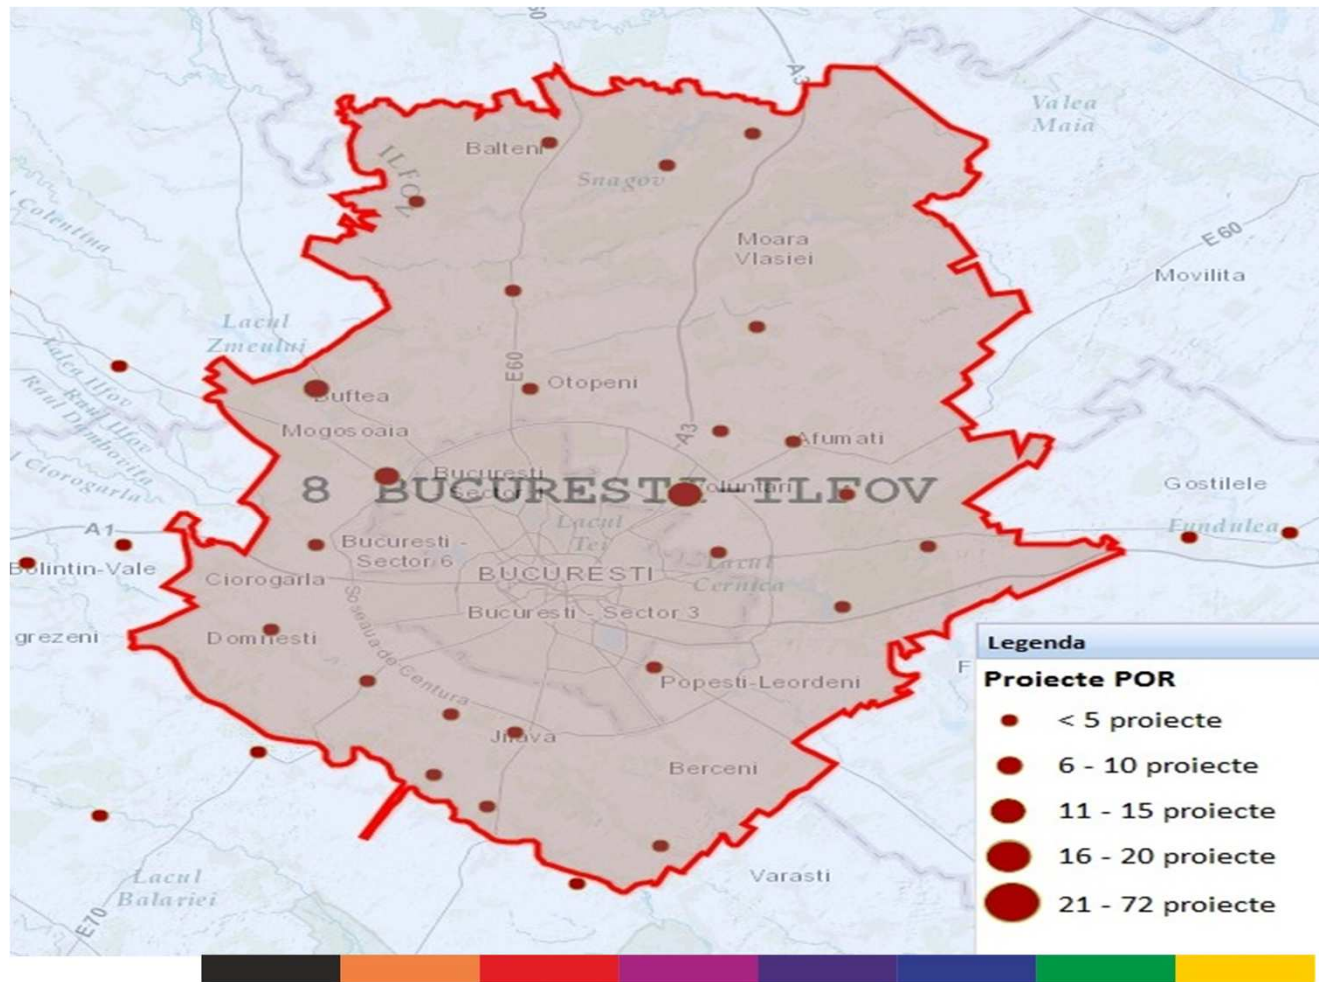 60
A3
Valea
Maia
Balteni
ILFOV
Snagov
Colentina
E60
Moara
Vlasiei
Movilita
Lacul
Zmeului
Valea Ilfov
Raul Ilfov
Raul Dambovita
E60
Otopeni
Buftea
Mogosoaia
A3
Afumati
Ciorogarla
Bucuresti
Sector 1
Voluntari
8 BUCURESTI-ILFOV
Gostilele
Lacul
Tei
Fundulea
A1
Bolintin-Vale
Bucuresti -
Sector 6
Ciorogarla
BUCURESTI
Lacul
Cernica
Bucuresti - Sector 3
grezeni
Domnesti
Soseaua de Centura
Popesti-Leordeni
F
Jilava
Berceni
Varasti
Lacul
Balariei
E70
Legenda
Proiecte POR
< 5 proiecte
6 - 10 proiecte
11 - 15 proiecte
16 - 20 proiecte
21 - 72 proiecte